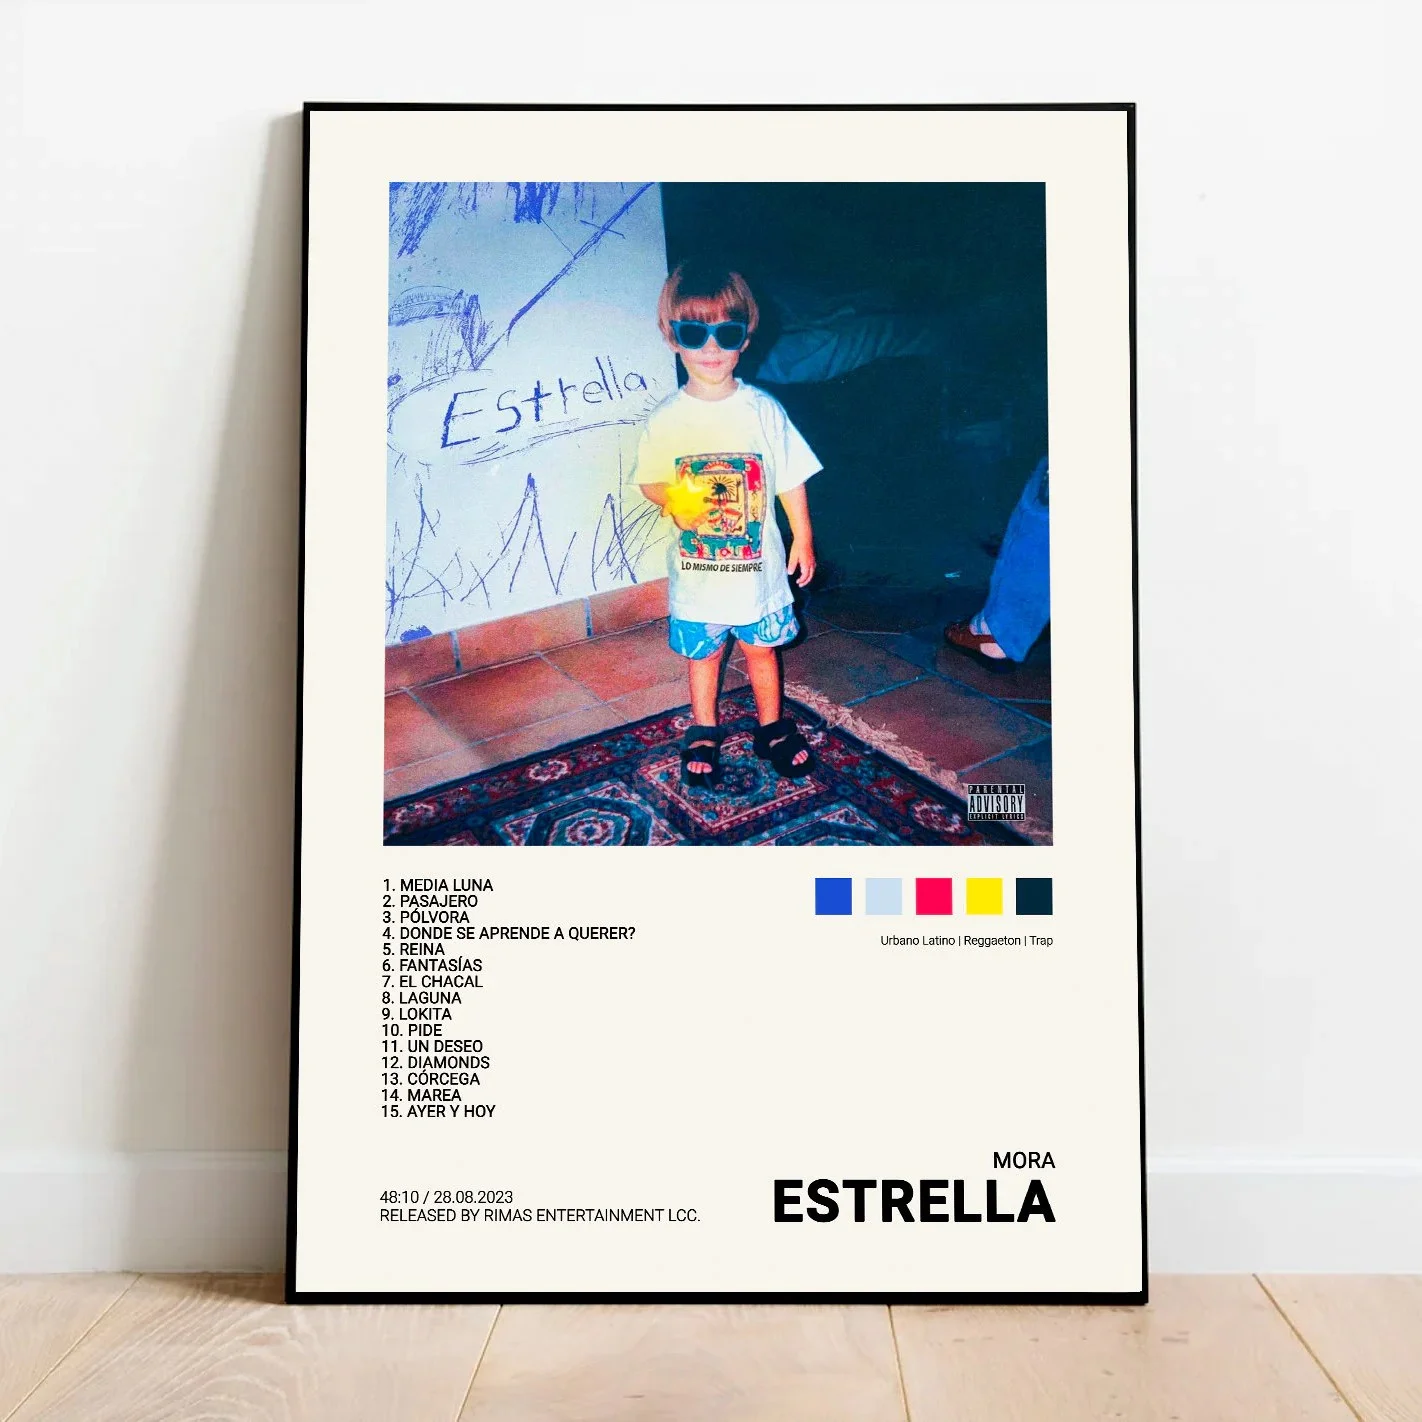 Estrella
LO MISMO DE SIEMPRE
PARENTAL
ADVISORY
EXPLICIT LYRICS
1. MEDIA LUNA
2. PASAJERO
3. PÓLVORA
4. DONDE SE APRENDE A QUERER?
5. REINA
6. FANTASÍAS
7. EL CHACAL
8. LAGUNA
9. LOKITA
10. PIDE
11. UN DESEO
12. DIAMONDS
13. CÓRCEGA
14. MAREA
15. AYER Y HOY
Urbano Latino | Reggaeton | Trap
MORA
ESTRELLA
48:10 / 28.08.2023
RELEASED BY RIMAS ENTERTAINMENT LCC.